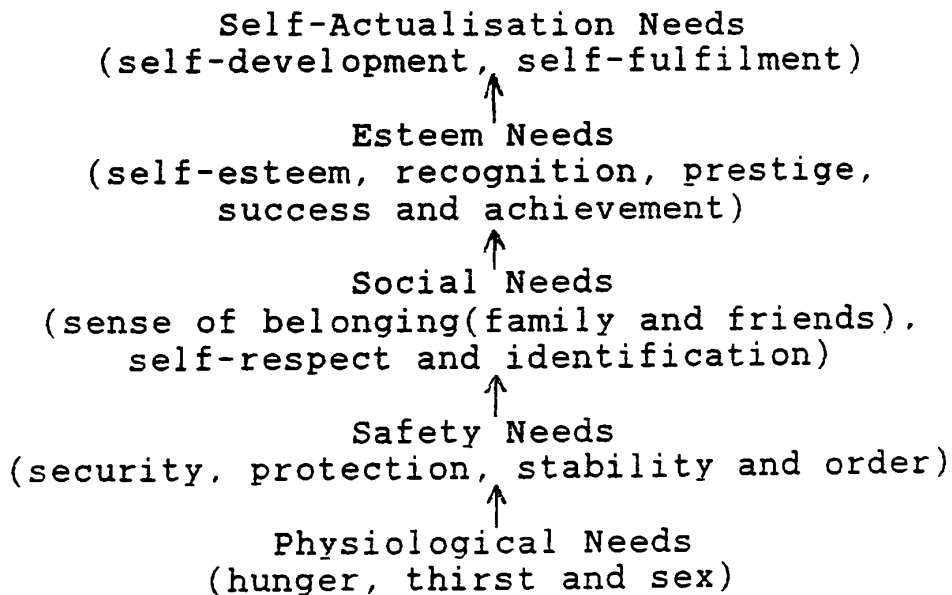 Self-Actualisation Needs
(self-development, self-fulfilment)
Esteem Needs
(self-esteem, recognition, prestige,
success and achievement)
Social Needs
(sense of belonging(family and friends),
self-respect and identification)
Safety Needs
(security, protection, stability and order)
Physiological Needs
(hunger, thirst and sex)